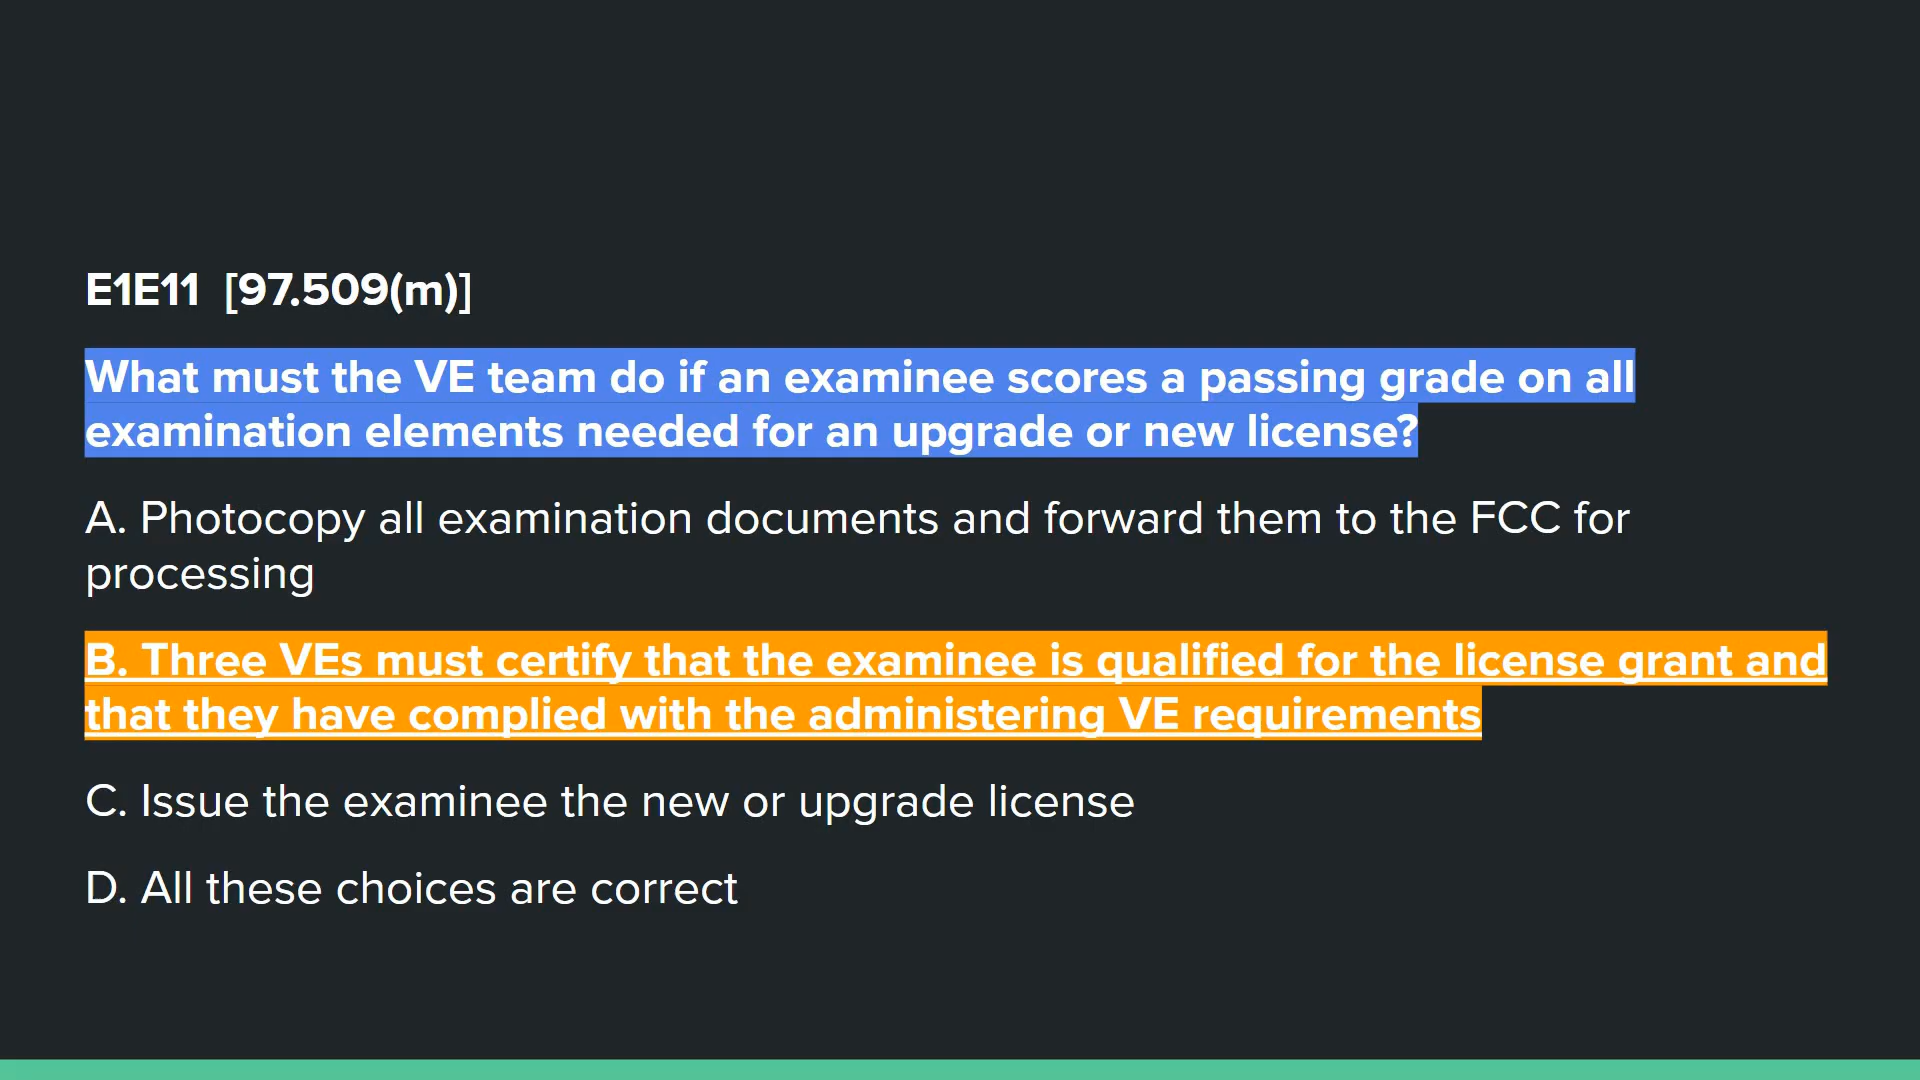 E1E11 [97.509(m)]
What must the VE team do if an examinee scores a passing grade on all
examination elements needed for an upgrade or new license?
A. Photocopy all examination documents and forward them to the FCC for
processing
B. Three VEs must certify that the examinee is qualified for the license grant and
that they have complied with the administering VE requirements
C. Issue the examinee the new or upgrade license
D. All these choices are correct